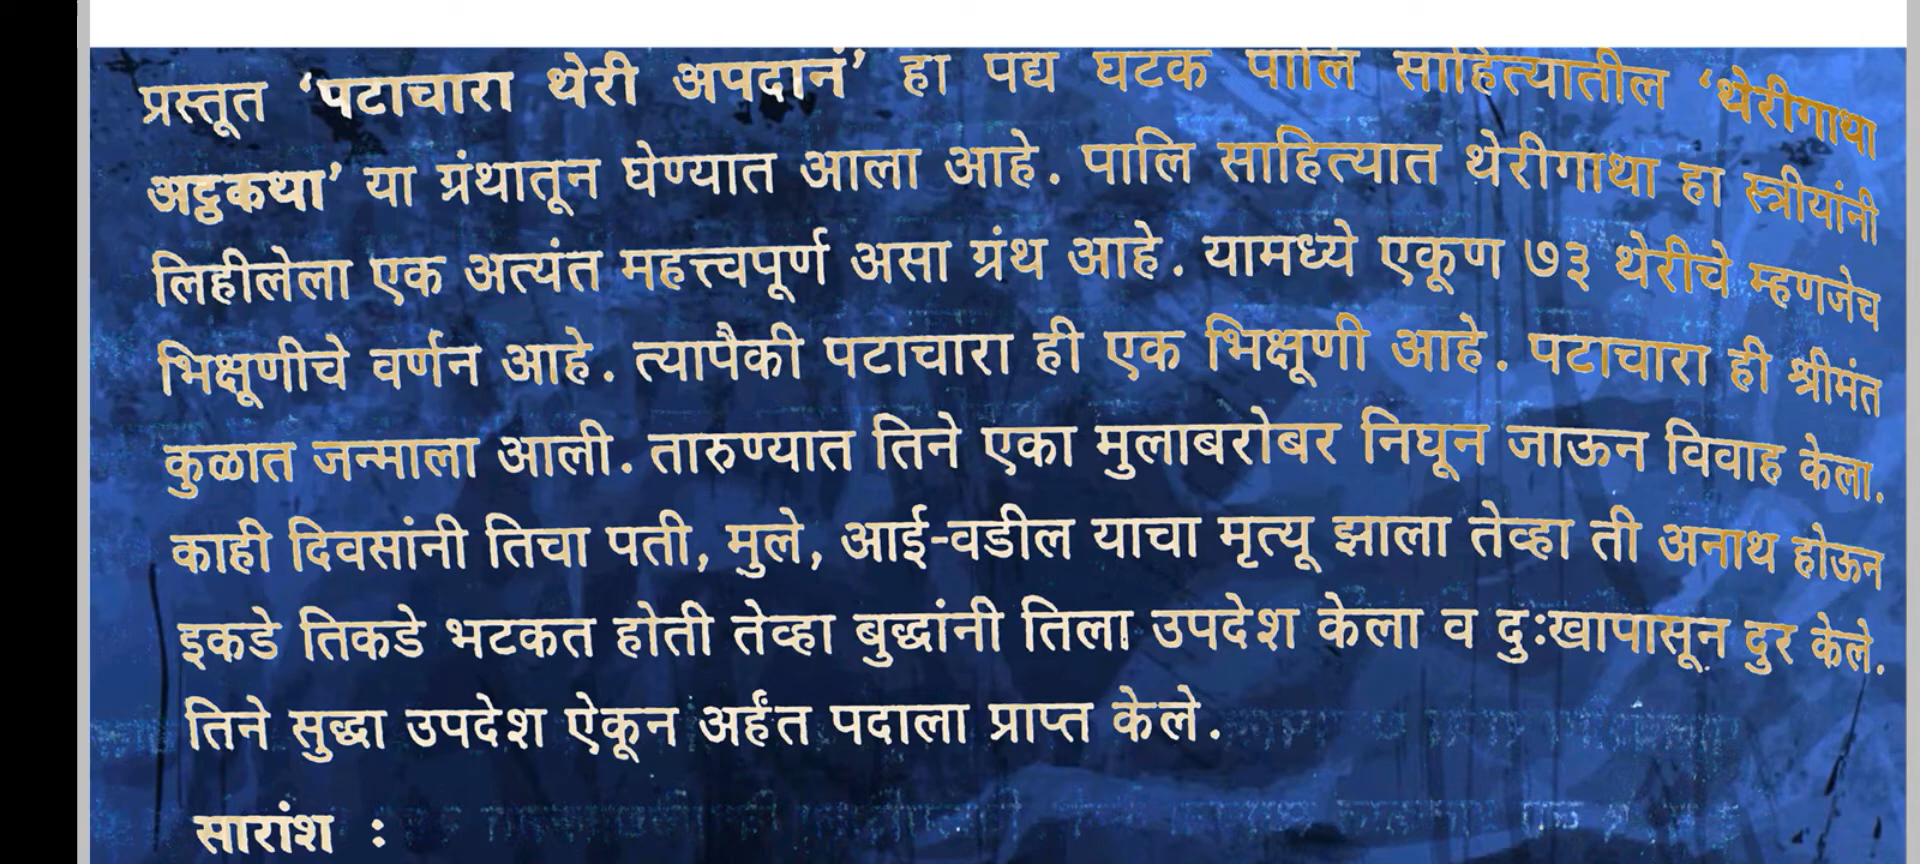 प्रस्तूत ‘पटाचारा थेरी अपदानं’ हा पद्य घटक पालि साहित्यातील ‘थेरीगाथा
अट्ठकथा’ या ग्रंथातून घेण्यात आला आहे. पालि साहित्यात थेरीगाथा हा स्त्रीयांनी
लिहीलेला एक अत्यंत महत्त्वपूर्ण असा ग्रंथ आहे. यामध्ये एकूण ७३ थेरीचे म्हणजेच
भिक्षूणीचे वर्णन आहे. त्यापैकी पटाचारा ही एक भिक्षूणी आहे. पटाचारा ही श्रीमंत
कुळात जन्माला आली. तारुण्यात तिने एका मुलाबरोबर निघून जाऊन विवाह केला.
काही दिवसांनी तिचा पती, मुले, आई-वडील याचा मृत्यू झाला तेव्हा ती अनाथ होऊन
इकडे तिकडे भटकत होती तेव्हा बुद्धांनी तिला उपदेश केला व दुःखापासून दुर केले.
तिने सुद्धा उपदेश ऐकून अर्हंत पदाला प्राप्त केले.
सारांश :